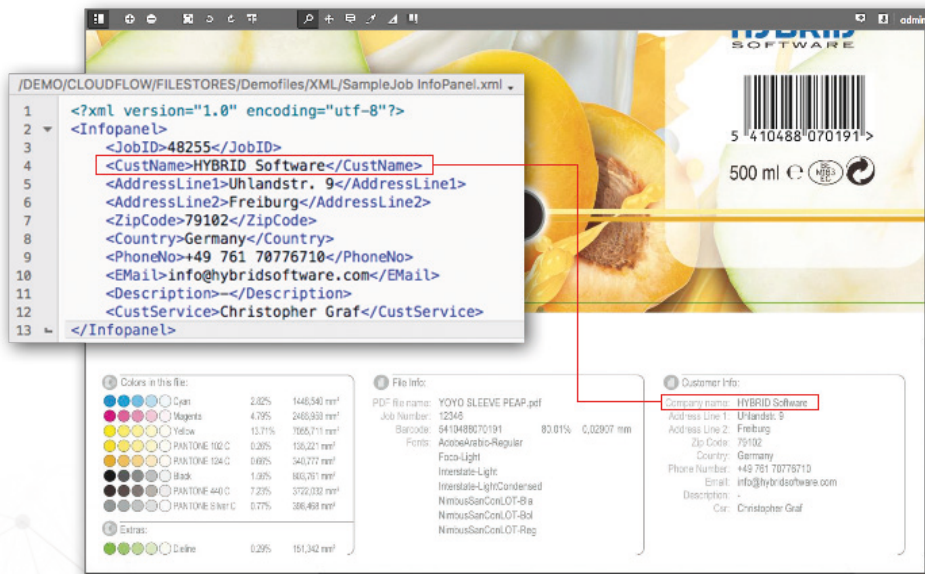 admin
HYBRID
SOFTWARE
/DEMO/CLOUDFLOW/FILESTORES/Demofiles/XML/SampleJob InfoPanel.xml
1 <?xml version="1.0" encoding="utf-8"?>
2 <Infopanel>
3 <JobID>48255</JobID>
4 <CustName>HYBRID Software</CustName>
5 <AddressLine1>Uhlandstr. 9</AddressLine1>
6 <AddressLine2>Freiburg</AddressLine2>
7 <ZipCode>79102</ZipCode>
8 <Country>Germany</Country>
9 <PhoneNo>+49 761 70776710</PhoneNo>
10 <EMail>info@hybridsoftware.com</EMail>
11 <Description>-</Description>
12 <CustService>Christopher Graf</CustService>
13 </Infopanel>
5 410488 070191 >
500 ml e
Colors in this file:
Cyan 2.82% 1448,540 mm²
Magenta 4.79% 2465,958 mm²
Yellow 13.71% 7055,711 mm²
PANTONE 102 C 0.26% 135,221 mm²
PANTONE 124 C 0.66% 340,777 mm²
Black 1.56% 803,761 mm²
PANTONE 440 C 7.23% 3722,032 mm²
PANTONE Silver C 0.77% 396,468 mm²
Extras:
Dieline 0.29% 151,342 mm²
File Info:
PDF file name: YOYO SLEEVE PEAP.pdf
Job Number: 12346
Barcode: 5410488070191 80.01% 0,02907 mm
Fonts: AdobeArabic-Regular
Foco-Light
Interstate-Light
Interstate-LightCondensed
NimbusSanConLOT-Bla
NimbusSanConLOT-Bol
NimbusSanConLOT-Reg
Customer Info:
Company name: HYBRID Software
Address Line 1: Uhlandstr. 9
Address Line 2: Freiburg
Zip Code: 79102
Country: Germany
Phone Number: +49 761 70776710
Email: info@hybridsoftware.com
Description: -
Csr: Christopher Graf